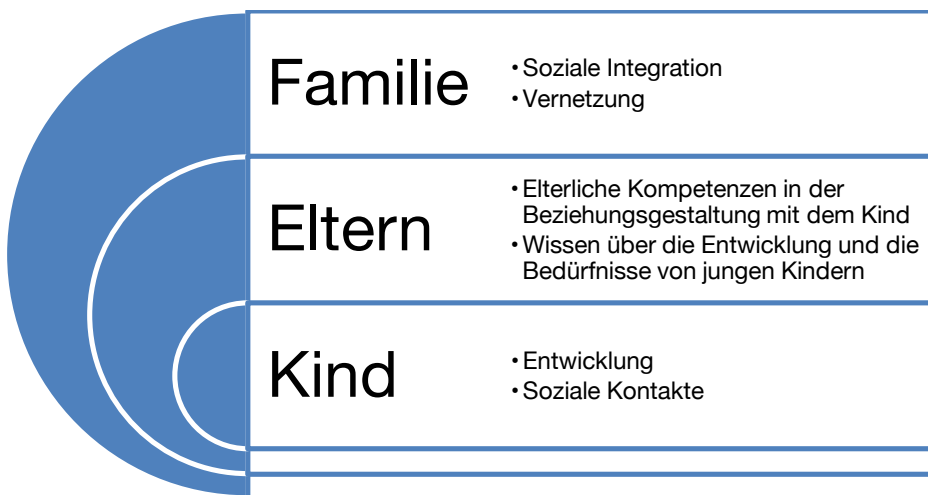 Familie
• Soziale Integration
• Vernetzung
Eltern
• Elterliche Kompetenzen in der
Beziehungsgestaltung mit dem Kind
• Wissen über die Entwicklung und die
Bedürfnisse von jungen Kindern
Kind
• Entwicklung
• Soziale Kontakte